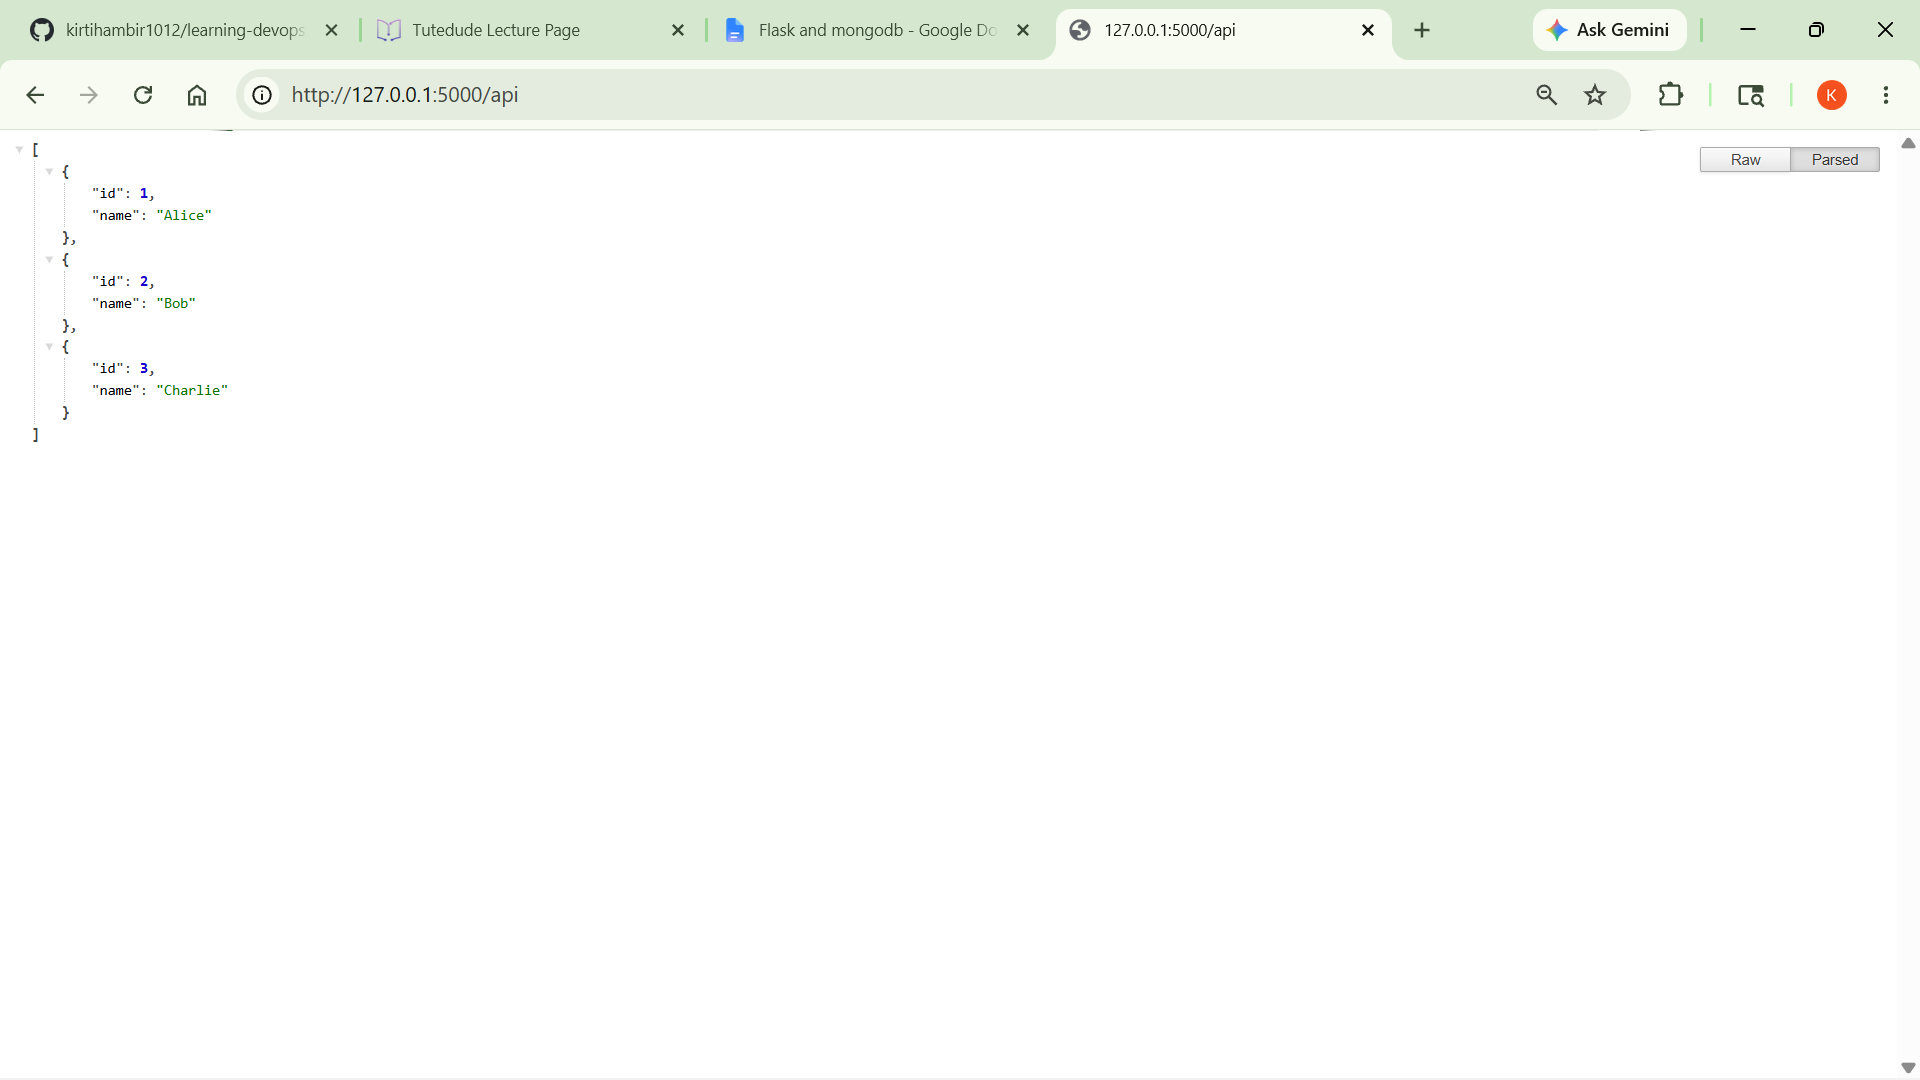 kirtihambir1012/learning-devops
Tutedude Lecture Page
Flask and mongodb - Google Do
127.0.0.1:5000/api
Ask Gemini
http://127.0.0.1:5000/api
K
Raw
Parsed
[
{
"id": 1,
"name": "Alice"
},
{
"id": 2,
"name": "Bob"
},
{
"id": 3,
"name": "Charlie"
}
]